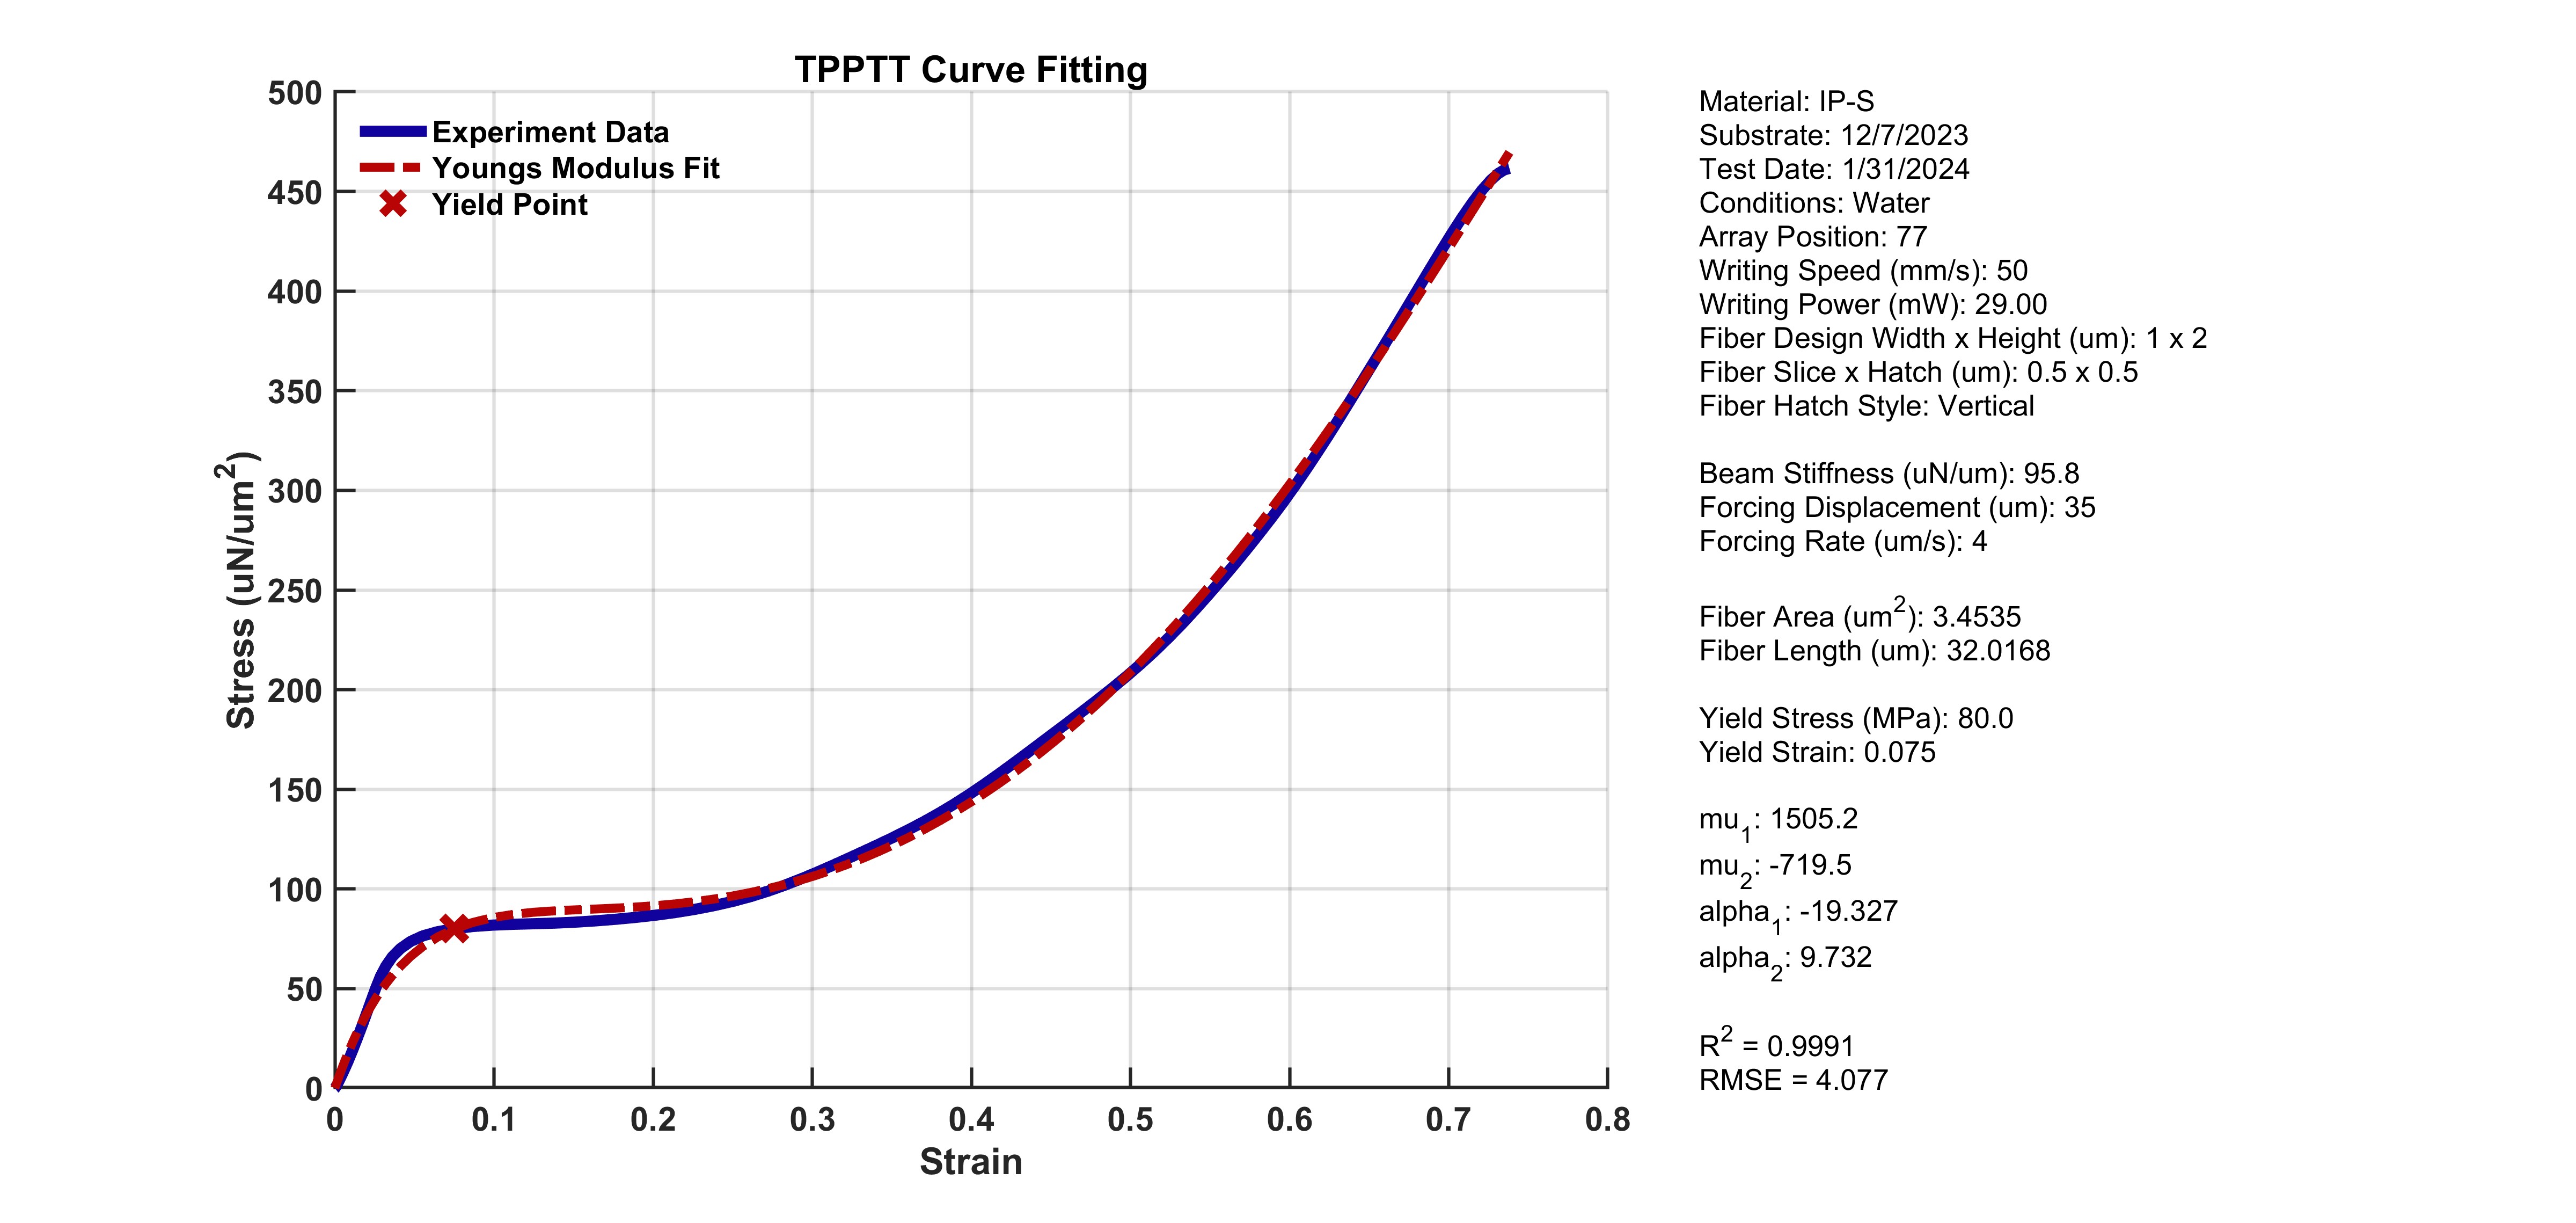 TPPTT Curve Fitting
500
450
400
350
300
250
200
150
100
50
0
Stress (uN/um²)
Experiment Data
Youngs Modulus Fit
Yield Point
0 0.1 0.2 0.3 0.4 0.5 0.6 0.7 0.8
Strain
Material: IP-S
Substrate: 12/7/2023
Test Date: 1/31/2024
Conditions: Water
Array Position: 77
Writing Speed (mm/s): 50
Writing Power (mW): 29.00
Fiber Design Width x Height (um): 1 x 2
Fiber Slice x Hatch (um): 0.5 x 0.5
Fiber Hatch Style: Vertical
Beam Stiffness (uN/um): 95.8
Forcing Displacement (um): 35
Forcing Rate (um/s): 4
Fiber Area (um²): 3.4535
Fiber Length (um): 32.0168
Yield Stress (MPa): 80.0
Yield Strain: 0.075
mu₁: 1505.2
mu₂: -719.5
alpha₁: -19.327
alpha₂: 9.732
R² = 0.9991
RMSE = 4.077